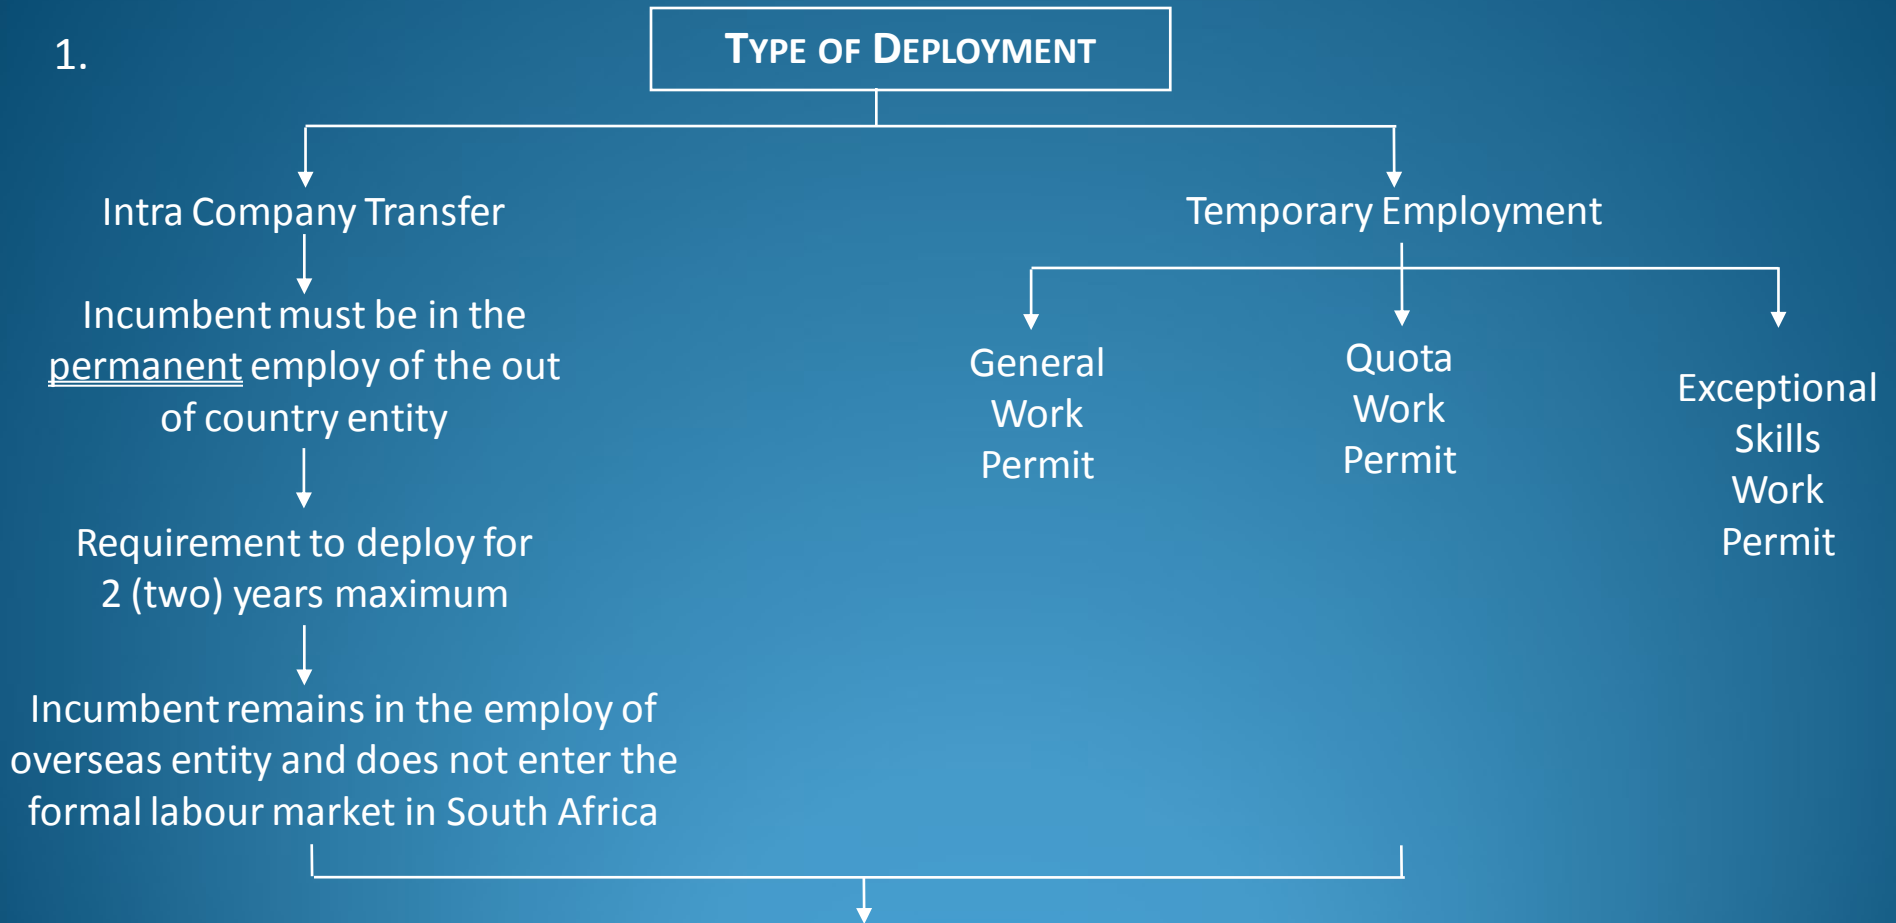 1.
TYPE OF DEPLOYMENT
Intra Company Transfer
Incumbent must be in the
permanent employ of the out
of country entity
Requirement to deploy for
2 (two) years maximum
Incumbent remains in the employ of
overseas entity and does not enter the
formal labour market in South Africa
Temporary Employment
General
Work
Permit
Quota
Work
Permit
Exceptional
Skills
Work
Permit